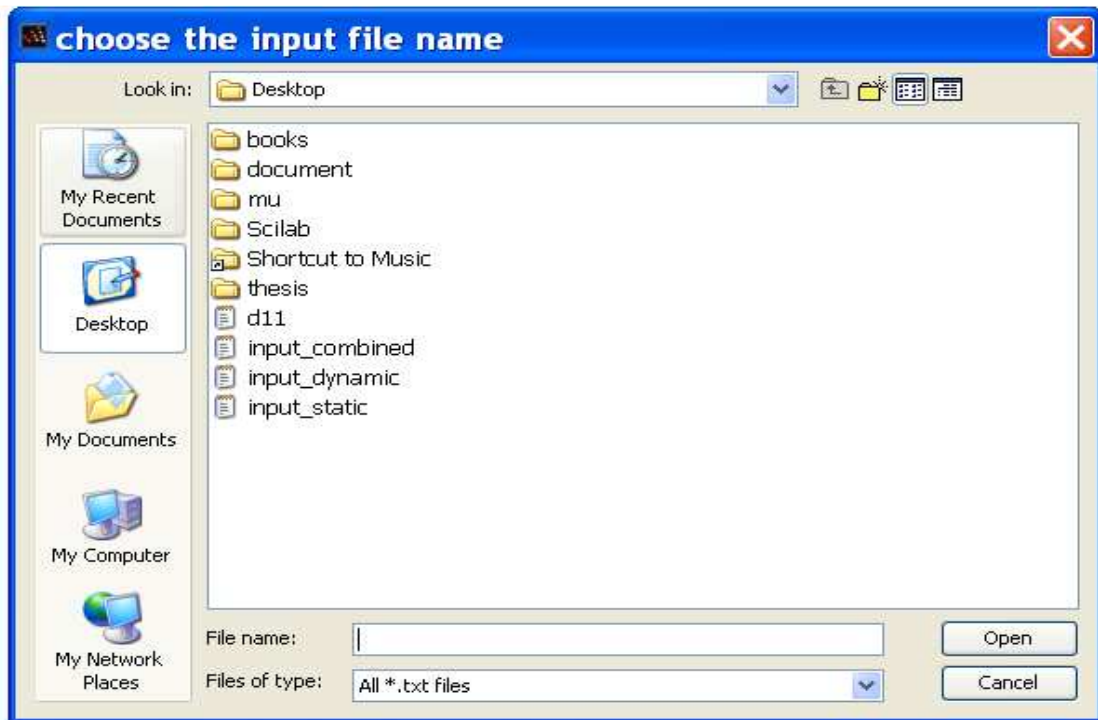 choose the input file name
Look in: Desktop
My Recent
Documents
Desktop
My Documents
My Computer
My Network
Places
books
document
mu
Scilab
Shortcut to Music
thesis
d11
input_combined
input_dynamic
input_static
File name: Open
Files of type: All *.txt files Cancel